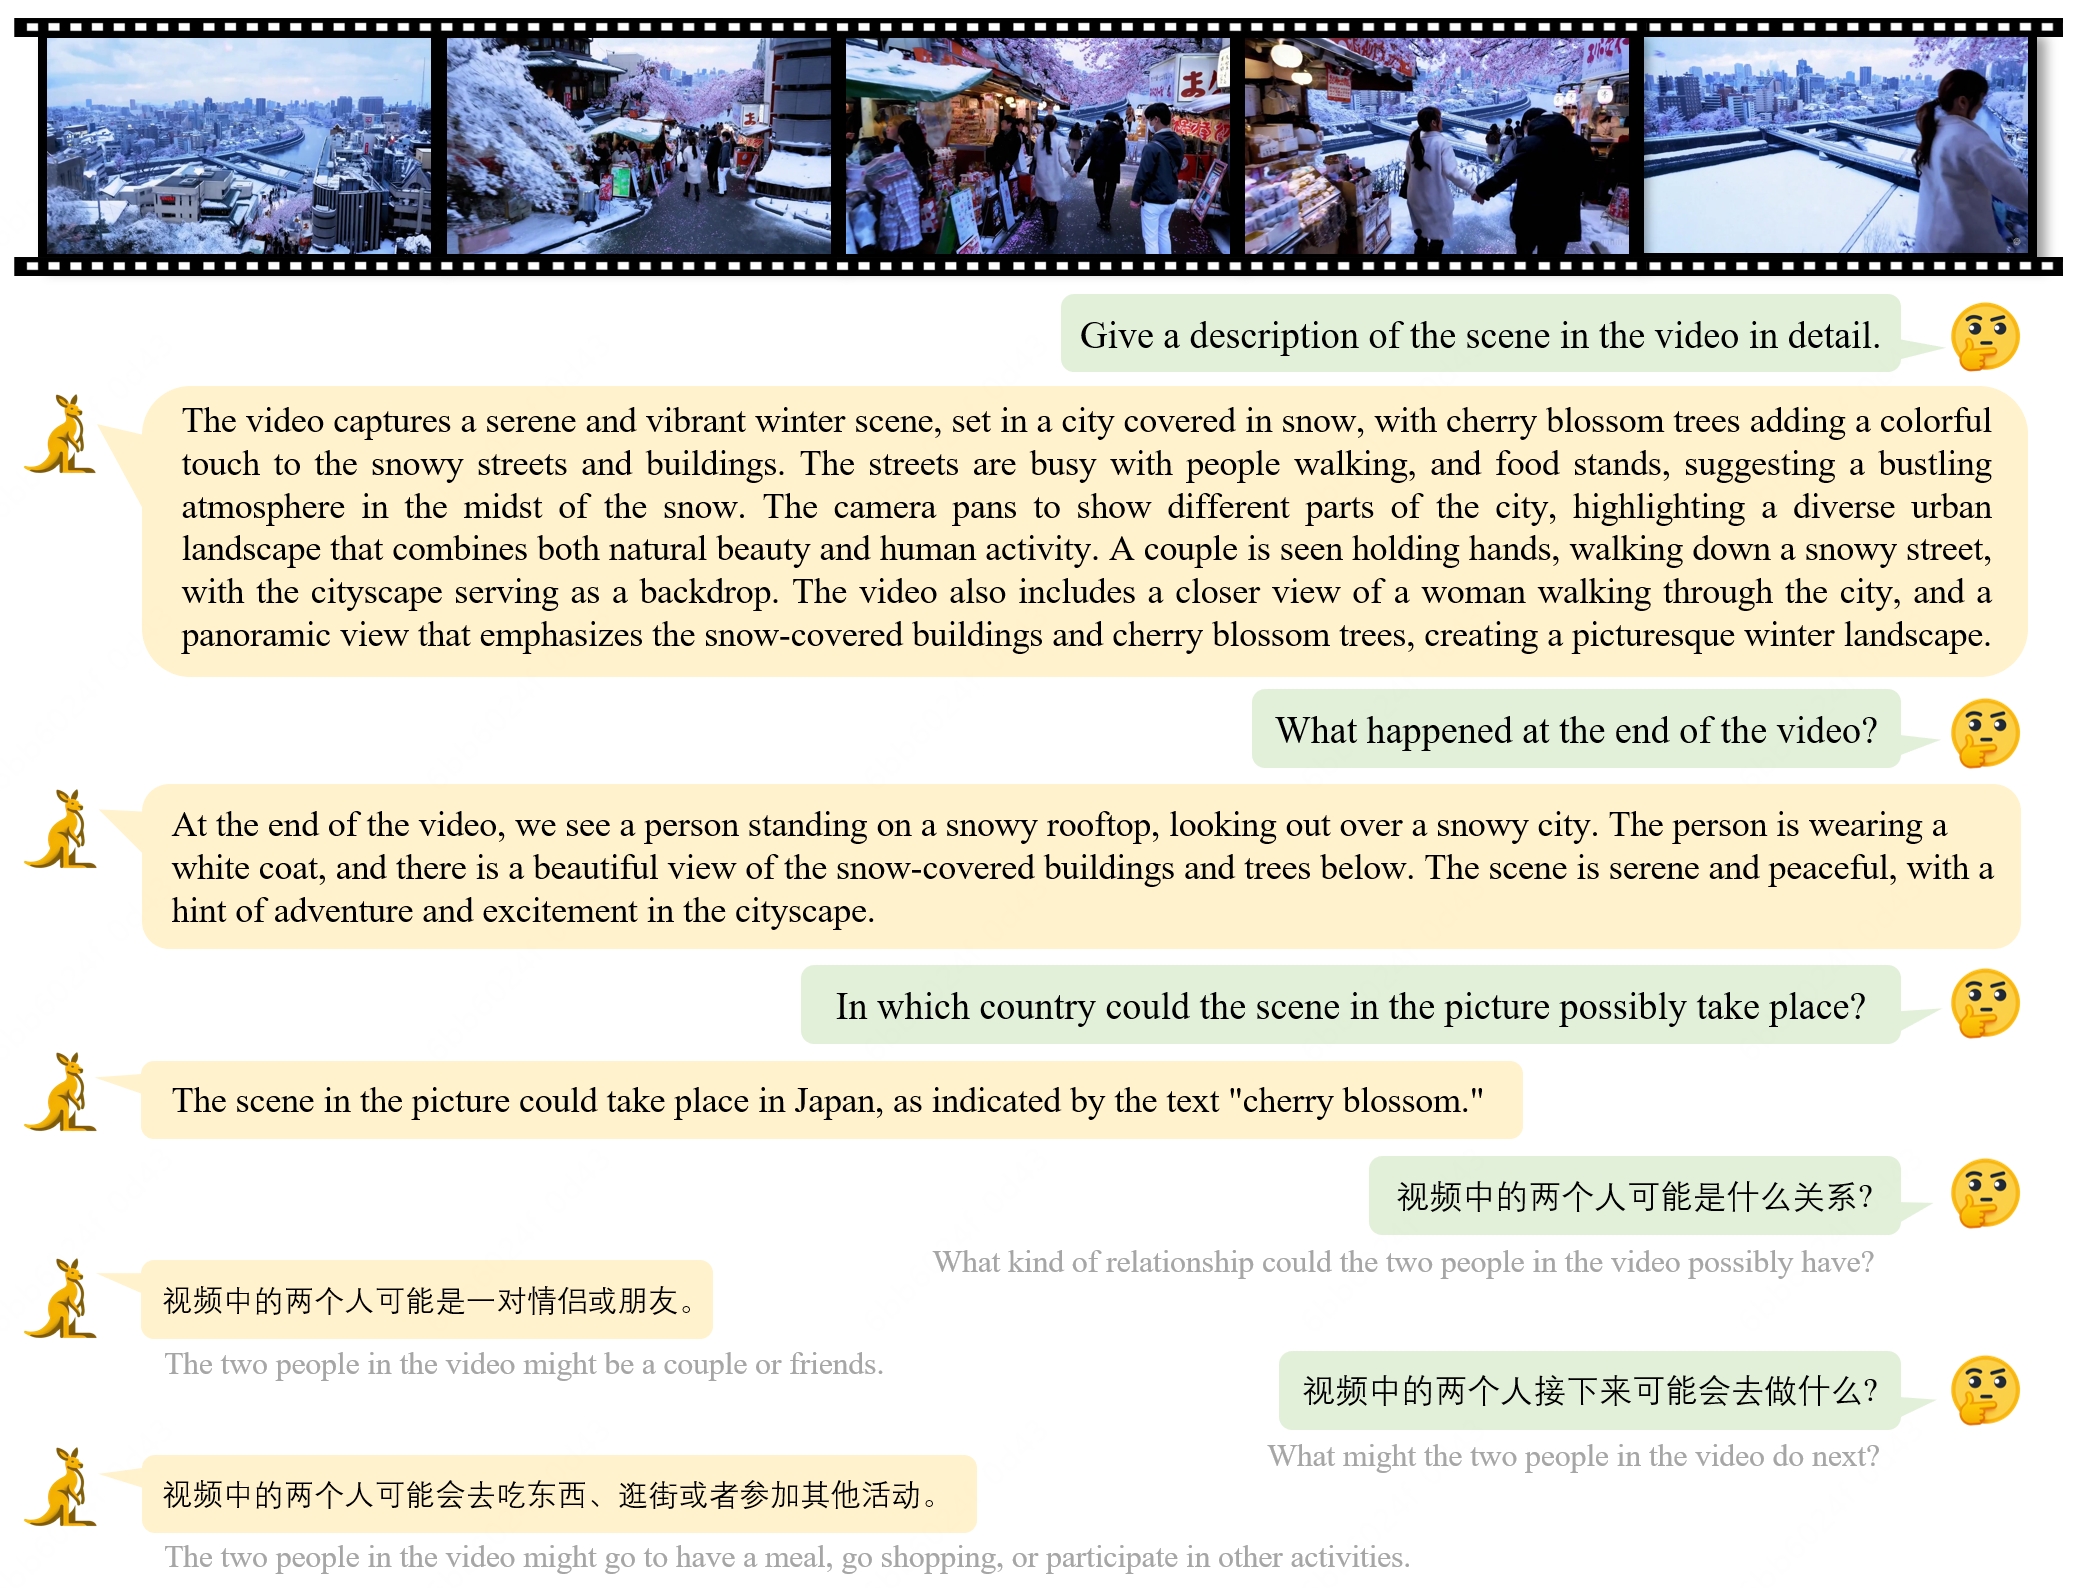 ま
ま
Give a description of the scene in the video in detail.
The video captures a serene and vibrant winter scene, set in a city covered in snow, with cherry blossom trees adding a colorful
touch to the snowy streets and buildings. The streets are busy with people walking, and food stands, suggesting a bustling
atmosphere in the midst of the snow. The camera pans to show different parts of the city, highlighting a diverse urban
landscape that combines both natural beauty and human activity. A couple is seen holding hands, walking down a snowy street,
with the cityscape serving as a backdrop. The video also includes a closer view of a woman walking through the city, and a
panoramic view that emphasizes the snow-covered buildings and cherry blossom trees, creating a picturesque winter landscape.
What happened at the end of the video?
At the end of the video, we see a person standing on a snowy rooftop, looking out over a snowy city. The person is wearing a
white coat, and there is a beautiful view of the snow-covered buildings and trees below. The scene is serene and peaceful, with a
hint of adventure and excitement in the cityscape.
In which country could the scene in the picture possibly take place?
The scene in the picture could take place in Japan, as indicated by the text "cherry blossom."
视频中的两个人可能是什么关系?
What kind of relationship could the two people in the video possibly have?
视频中的两个人可能是一对情侣或朋友。
The two people in the video might be a couple or friends.
视频中的两个人接下来可能会去做什么?
What might the two people in the video do next?
视频中的两个人可能会去吃东西、逛街或者参加其他活动。
The two people in the video might go to have a meal, go shopping, or participate in other activities.